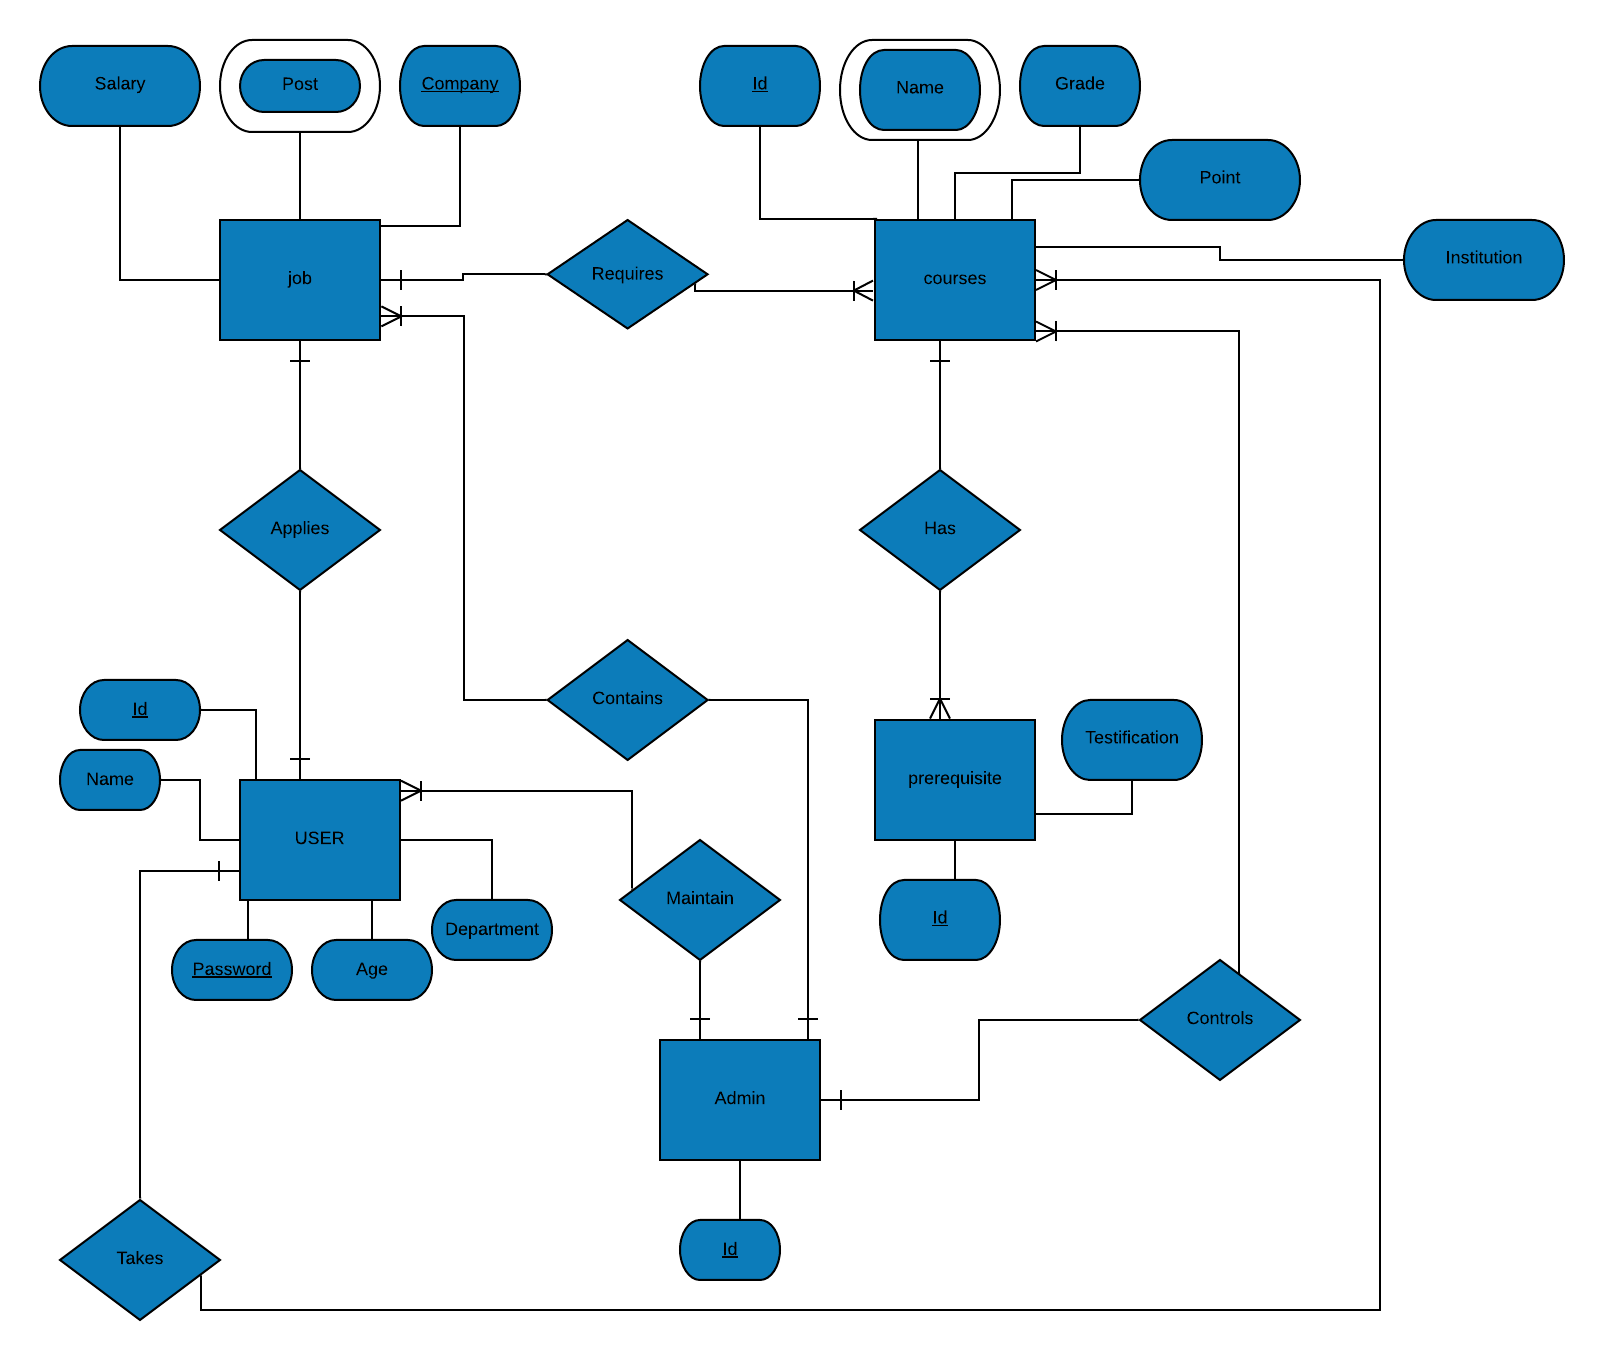 Salary
Post
Company
Id
Name
Grade
Point
Institution
job
Requires
courses
Applies
Has
Contains
Id
Name
USER
prerequisite
Testification
Maintain
Department
Password
Age
Id
Controls
Admin
Takes
Id